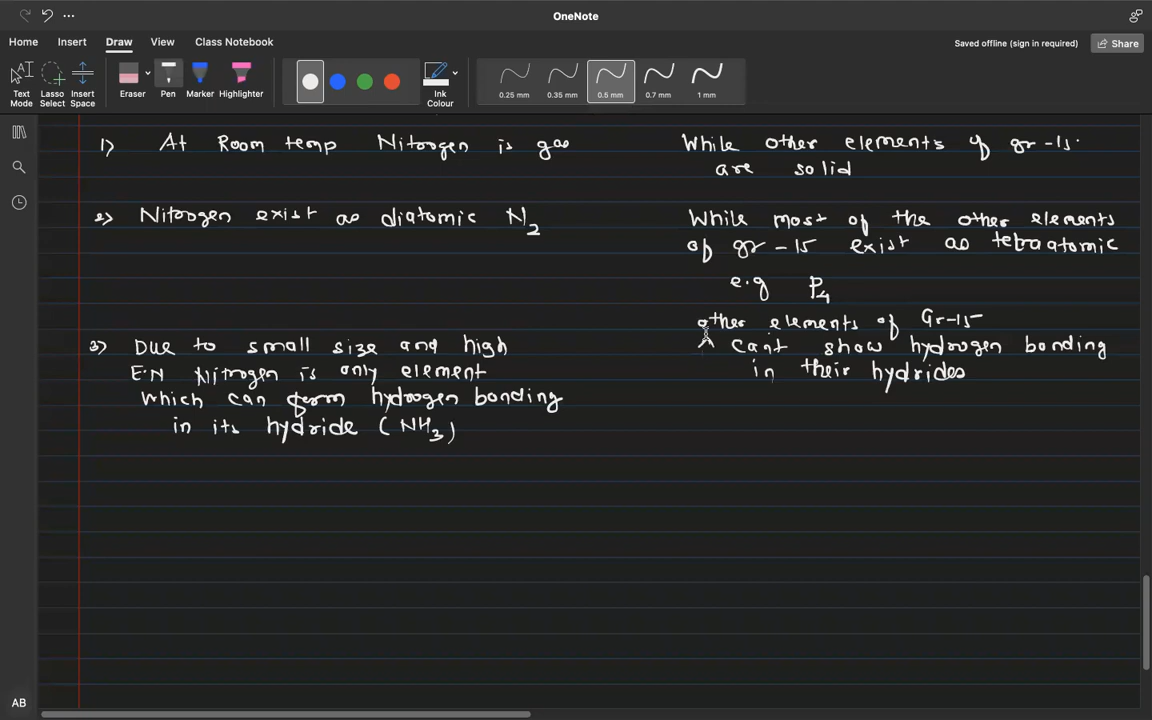 OneNote
Home Insert Draw View Class Notebook
Saved offline (sign in required) Share
Text Mode
Lasso Select
Insert Space
Eraser
Pen
Marker
Highlighter
Ink Colour
0.25 mm 0.35 mm 0.5 mm 0.7 mm 1 mm
1) At Room temp Nitrogen is gas
While other elements of gr-15.
are solid
2) Nitrogen exist as diatomic N2
While most of the other elements
of gr-15 exist as tetraatomic
e.g P4
3) Due to small size and high
E.N Nitrogen is only element
which can form hydrogen bonding
in its hydride (NH3)
other elements of Gr-15
can't show hydrogen bonding
in their hydrides
AB